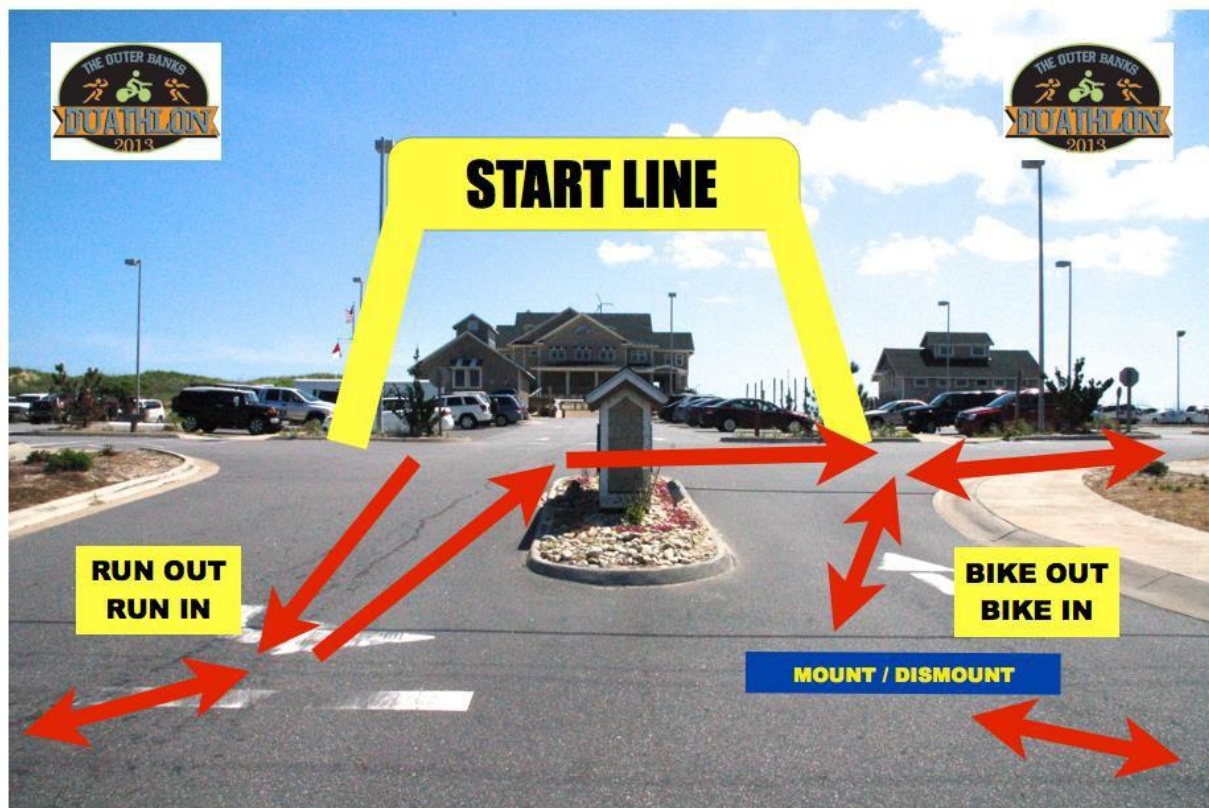 THE OUTER BANKS
DUATHLON
2013
THE OUTER BANKS
DUATHLON
2013
START LINE
RUN OUT
RUN IN
BIKE OUT
BIKE IN
MOUNT / DISMOUNT